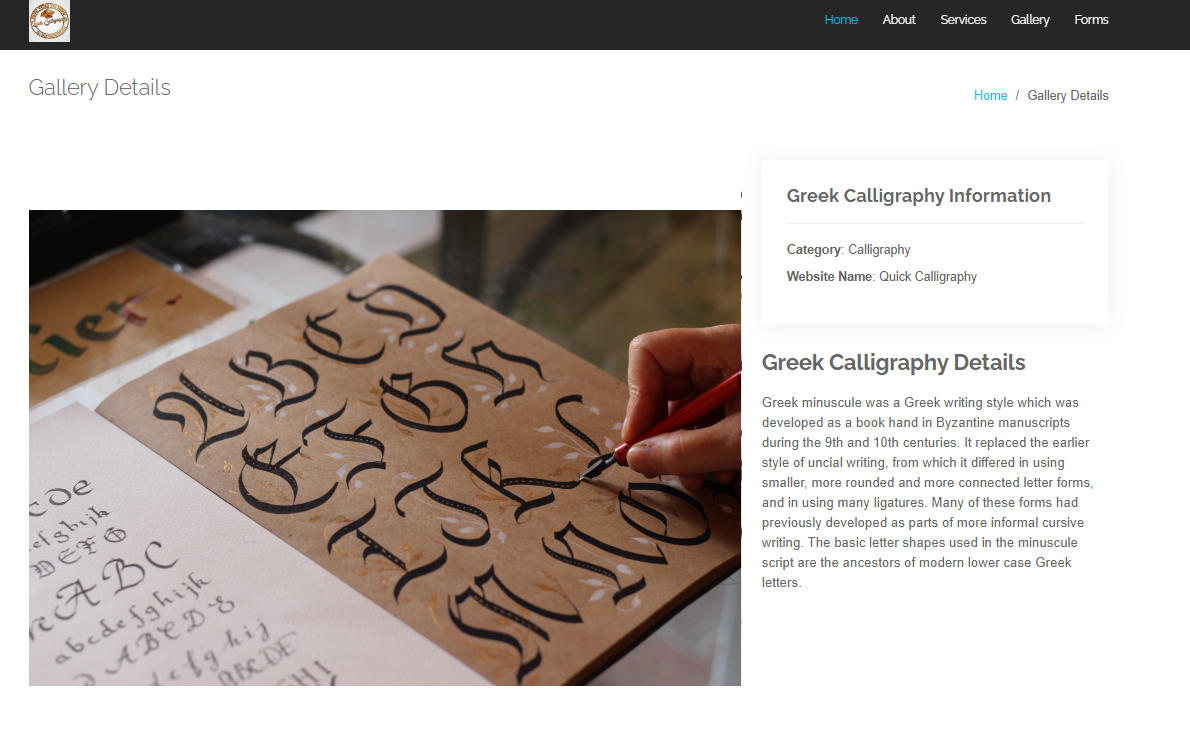 Home About Services Gallery Forms
Gallery Details
Home / Gallery Details
Greek Calligraphy Information
Category: Calligraphy
Website Name: Quick Calligraphy
Greek Calligraphy Details
Greek minuscule was a Greek writing style which was
developed as a book hand in Byzantine manuscripts
during the 9th and 10th centuries. It replaced the earlier
style of uncial writing, from which it differed in using
smaller, more rounded and more connected letter forms,
and in using many ligatures. Many of these forms had
previously developed as parts of more informal cursive
writing. The basic letter shapes used in the minuscule
script are the ancestors of modern lower case Greek
letters.
A B C D
E F G H
I J K L
M N O
C D e
efghijk
D E F G
A B C
abcdefghijk
A B C D S
defghij
A B C D E
G H I